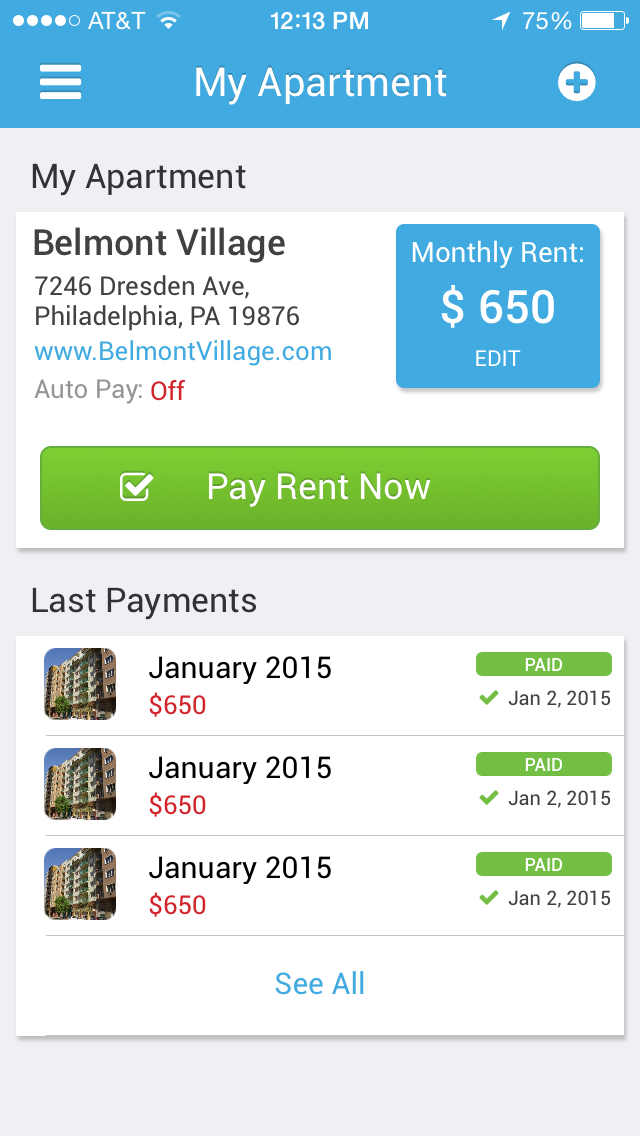 AT&T 12:13 PM 75%
My Apartment
My Apartment
Belmont Village
7246 Dresden Ave,
Philadelphia, PA 19876
www.BelmontVillage.com
Auto Pay: Off
Monthly Rent:
$ 650
EDIT
Pay Rent Now
Last Payments
January 2015
$650
PAID
Jan 2, 2015
January 2015
$650
PAID
Jan 2, 2015
January 2015
$650
PAID
Jan 2, 2015
See All